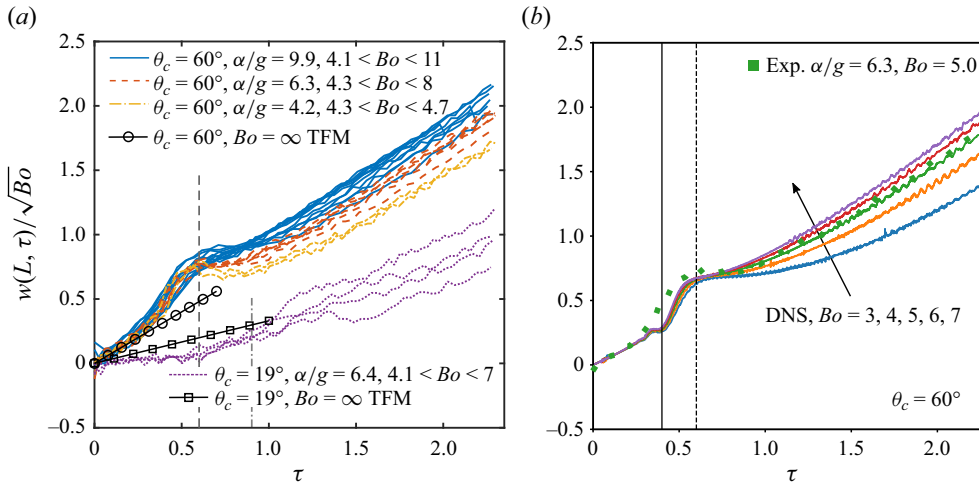 (a)
2.5
2.0
1.5
1.0
0.5
0
−0.5
w(L, τ)/√Bo
θc = 60°, α/g = 9.9, 4.1 < Bo < 11
θc = 60°, α/g = 6.3, 4.3 < Bo < 8
θc = 60°, α/g = 4.2, 4.3 < Bo < 4.7
θc = 60°, Bo = ∞ TFM
θc = 19°, α/g = 6.4, 4.1 < Bo < 7
θc = 19°, Bo = ∞ TFM
0 0.5 1.0 1.5 2.0
τ
(b)
2.5
2.0
1.5
1.0
0.5
0
−0.5
Exp. α/g = 6.3, Bo = 5.0
DNS, Bo = 3, 4, 5, 6, 7
θc = 60°
0 0.5 1.0 1.5 2.0
τ